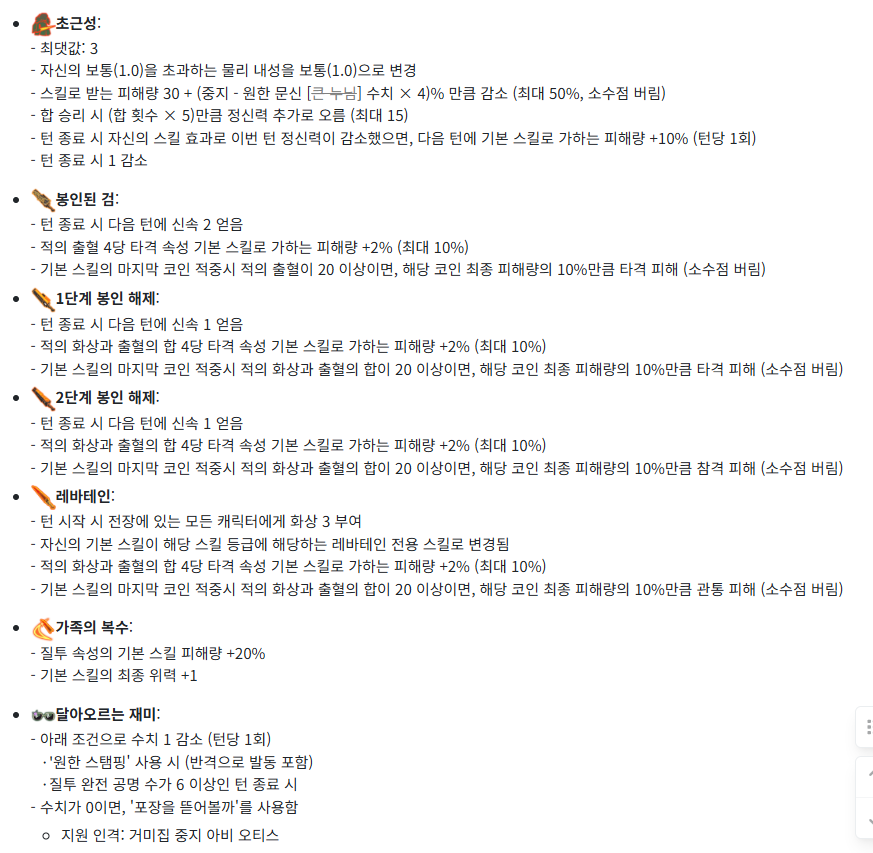 초근성:
- 최댓값: 3
- 자신의 보통(1.0)을 초과하는 물리 내성을 보통(1.0)으로 변경
- 스킬로 받는 피해량 30 + (중지 - 원한 문신 [큰 누님] 수치 × 4)% 만큼 감소 (최대 50%, 소수점 버림)
- 합 승리 시 (합 횟수 × 5)만큼 정신력 추가로 오름 (최대 15)
- 턴 종료 시 자신의 스킬 효과로 이번 턴 정신력이 감소했으면, 다음 턴에 기본 스킬로 가하는 피해량 +10% (턴당 1회)
- 턴 종료 시 1 감소
봉인된 검:
- 턴 종료 시 다음 턴에 신속 2 얻음
- 적의 출혈 4당 타격 속성 기본 스킬로 가하는 피해량 +2% (최대 10%)
- 기본 스킬의 마지막 코인 적중시 적의 출혈이 20 이상이면, 해당 코인 최종 피해량의 10%만큼 타격 피해 (소수점 버림)
1단계 봉인 해제:
- 턴 종료 시 다음 턴에 신속 1 얻음
- 적의 화상과 출혈의 합 4당 타격 속성 기본 스킬로 가하는 피해량 +2% (최대 10%)
- 기본 스킬의 마지막 코인 적중시 적의 화상과 출혈의 합이 20 이상이면, 해당 코인 최종 피해량의 10%만큼 타격 피해 (소수점 버림)
2단계 봉인 해제:
- 턴 종료 시 다음 턴에 신속 1 얻음
- 적의 화상과 출혈의 합 4당 타격 속성 기본 스킬로 가하는 피해량 +2% (최대 10%)
- 기본 스킬의 마지막 코인 적중시 적의 화상과 출혈의 합이 20 이상이면, 해당 코인 최종 피해량의 10%만큼 참격 피해 (소수점 버림)
레바테인:
- 턴 시작 시 전장에 있는 모든 캐릭터에게 화상 3 부여
- 자신의 기본 스킬이 해당 스킬 등급에 해당하는 레바테인 전용 스킬로 변경됨
- 적의 화상과 출혈의 합 4당 타격 속성 기본 스킬로 가하는 피해량 +2% (최대 10%)
- 기본 스킬의 마지막 코인 적중시 적의 화상과 출혈의 합이 20 이상이면, 해당 코인 최종 피해량의 10%만큼 관통 피해 (소수점 버림)
가족의 복수:
- 질투 속성의 기본 스킬 피해량 +20%
- 기본 스킬의 최종 위력 +1
달아오르는 재미:
- 아래 조건으로 수치 1 감소 (턴당 1회)
·'원한 스탬핑' 사용 시 (반격으로 발동 포함)
·질투 완전 공명 수가 6 이상인 턴 종료 시
- 수치가 0이면, '포장을 뜯어볼까'를 사용함
지원 인격: 거미집 중지 아비 오티스